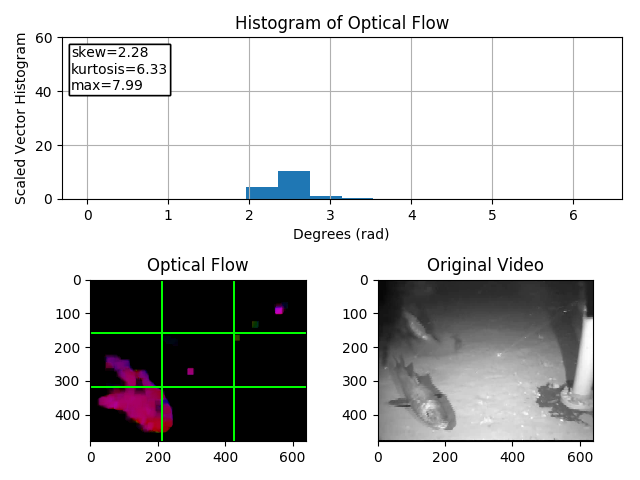 Histogram of Optical Flow
60
40
20
0
Scaled Vector Histogram
skew=2.28
kurtosis=6.33
max=7.99
0 1 2 3 4 5 6
Degrees (rad)
Optical Flow
0
100
200
300
400
0 200 400 600
Original Video
0
100
200
300
400
0 200 400 600